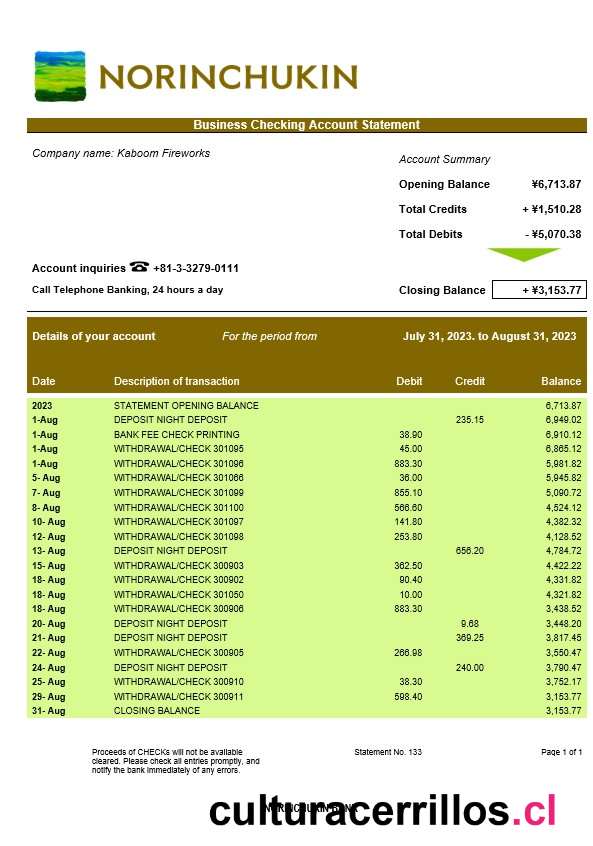 NORINCHUKIN
Business Checking Account Statement
Company name: Kaboom Fireworks
Account Summary
Opening Balance ¥6,713.87
Total Credits + ¥1,510.28
Total Debits - ¥5,070.38
Account inquiries ☎ +81-3-3279-0111
Call Telephone Banking, 24 hours a day
Closing Balance + ¥3,153.77
Details of your account For the period from July 31, 2023. to August 31, 2023
Date Description of transaction Debit Credit Balance
2023 STATEMENT OPENING BALANCE 6,713.87
1-Aug DEPOSIT NIGHT DEPOSIT 235.15 6,949.02
1-Aug BANK FEE CHECK PRINTING 38.90 6,910.12
1-Aug WITHDRAWAL/CHECK 301095 45.00 6,865.12
1-Aug WITHDRAWAL/CHECK 301096 883.30 5,981.82
5- Aug WITHDRAWAL/CHECK 301066 36.00 5,945.82
7- Aug WITHDRAWAL/CHECK 301099 855.10 5,090.72
8- Aug WITHDRAWAL/CHECK 301100 566.60 4,524.12
10- Aug WITHDRAWAL/CHECK 301097 141.80 4,382.32
12- Aug WITHDRAWAL/CHECK 301098 253.80 4,128.52
13- Aug DEPOSIT NIGHT DEPOSIT 656.20 4,784.72
15- Aug WITHDRAWAL/CHECK 300903 362.50 4,422.22
18- Aug WITHDRAWAL/CHECK 300902 90.40 4,331.82
18- Aug WITHDRAWAL/CHECK 301050 10.00 4,321.82
18- Aug WITHDRAWAL/CHECK 300906 883.30 3,438.52
20- Aug DEPOSIT NIGHT DEPOSIT 9.68 3,448.20
21- Aug DEPOSIT NIGHT DEPOSIT 369.25 3,817.45
22- Aug WITHDRAWAL/CHECK 300905 266.98 3,550.47
24- Aug DEPOSIT NIGHT DEPOSIT 240.00 3,790.47
25- Aug WITHDRAWAL/CHECK 300910 38.30 3,752.17
29- Aug WITHDRAWAL/CHECK 300911 598.40 3,153.77
31- Aug CLOSING BALANCE 3,153.77
Proceeds of CHECKs will not be available
cleared. Please check all entries promptly, and
notify the bank immediately of any errors.
Statement No. 133
Page 1 of 1
NORINCHUKIN BANK
culturacerrillos.cl